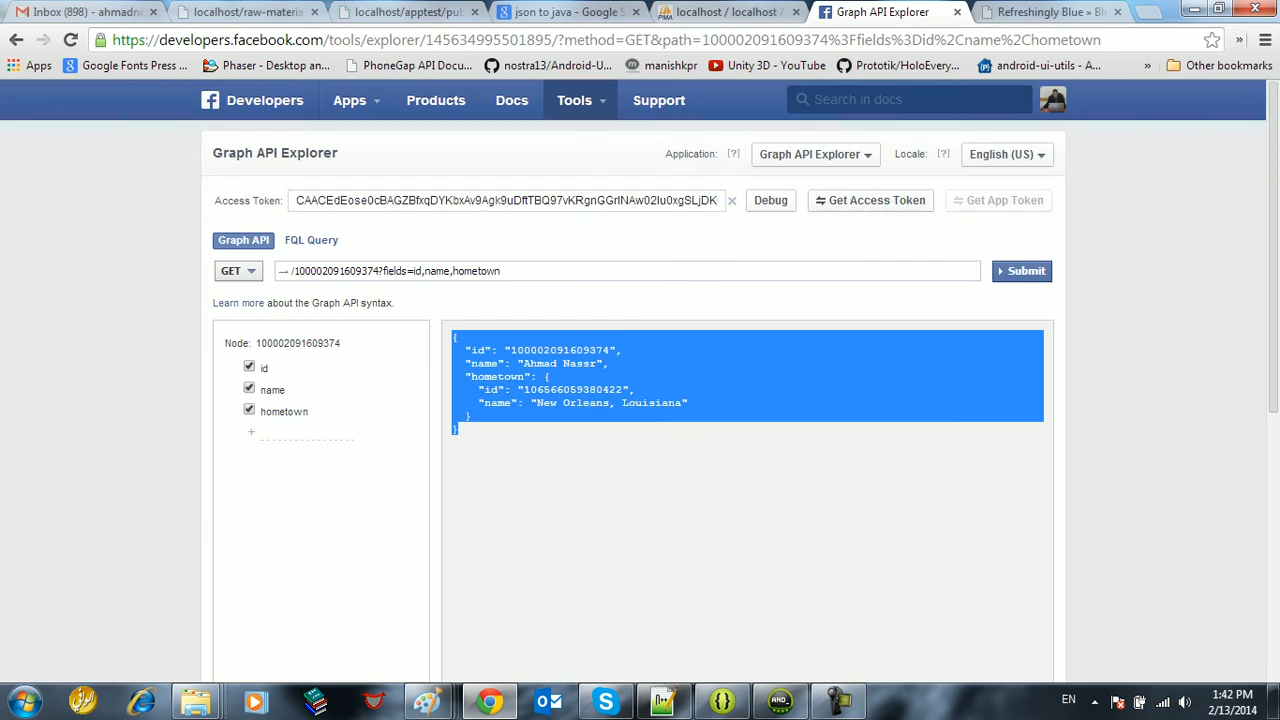 Inbox (898) - ahmadna
localhost/raw-materia
localhost/apptest/pub
json to java - Google S
PMA
localhost / localhost /
Graph API Explorer
Refreshingly Blue » Bl
https://developers.facebook.com/tools/explorer/145634995501895/?method=GET&path=100002091609374%3Ffields%3Did%2Cname%2Chometown
Apps
Google Fonts Press ...
Phaser - Desktop an...
PhoneGap API Docu...
nostra13/Android-U...
manishkpr
Unity 3D - YouTube
Prototik/HoloEvery...
android-ui-utils - A...
»
Other bookmarks
Developers
Apps
Products
Docs
Tools
Support
Search in docs
Graph API Explorer
Application: [?]
Graph API Explorer
Locale: [?]
English (US)
Access Token:
Debug
Get Access Token
Get App Token
Graph API
FQL Query
GET
→ /100002091609374?fields=id,name,hometown
Submit
Learn more about the Graph API syntax.
Node: 100002091609374
id
name
hometown
+
{
"id": "100002091609374",
"name": "Ahmad Nassr",
"hometown": {
"id": "106566059380422",
"name": "New Orleans, Louisiana"
}
}
EN
1:42 PM
2/13/2014